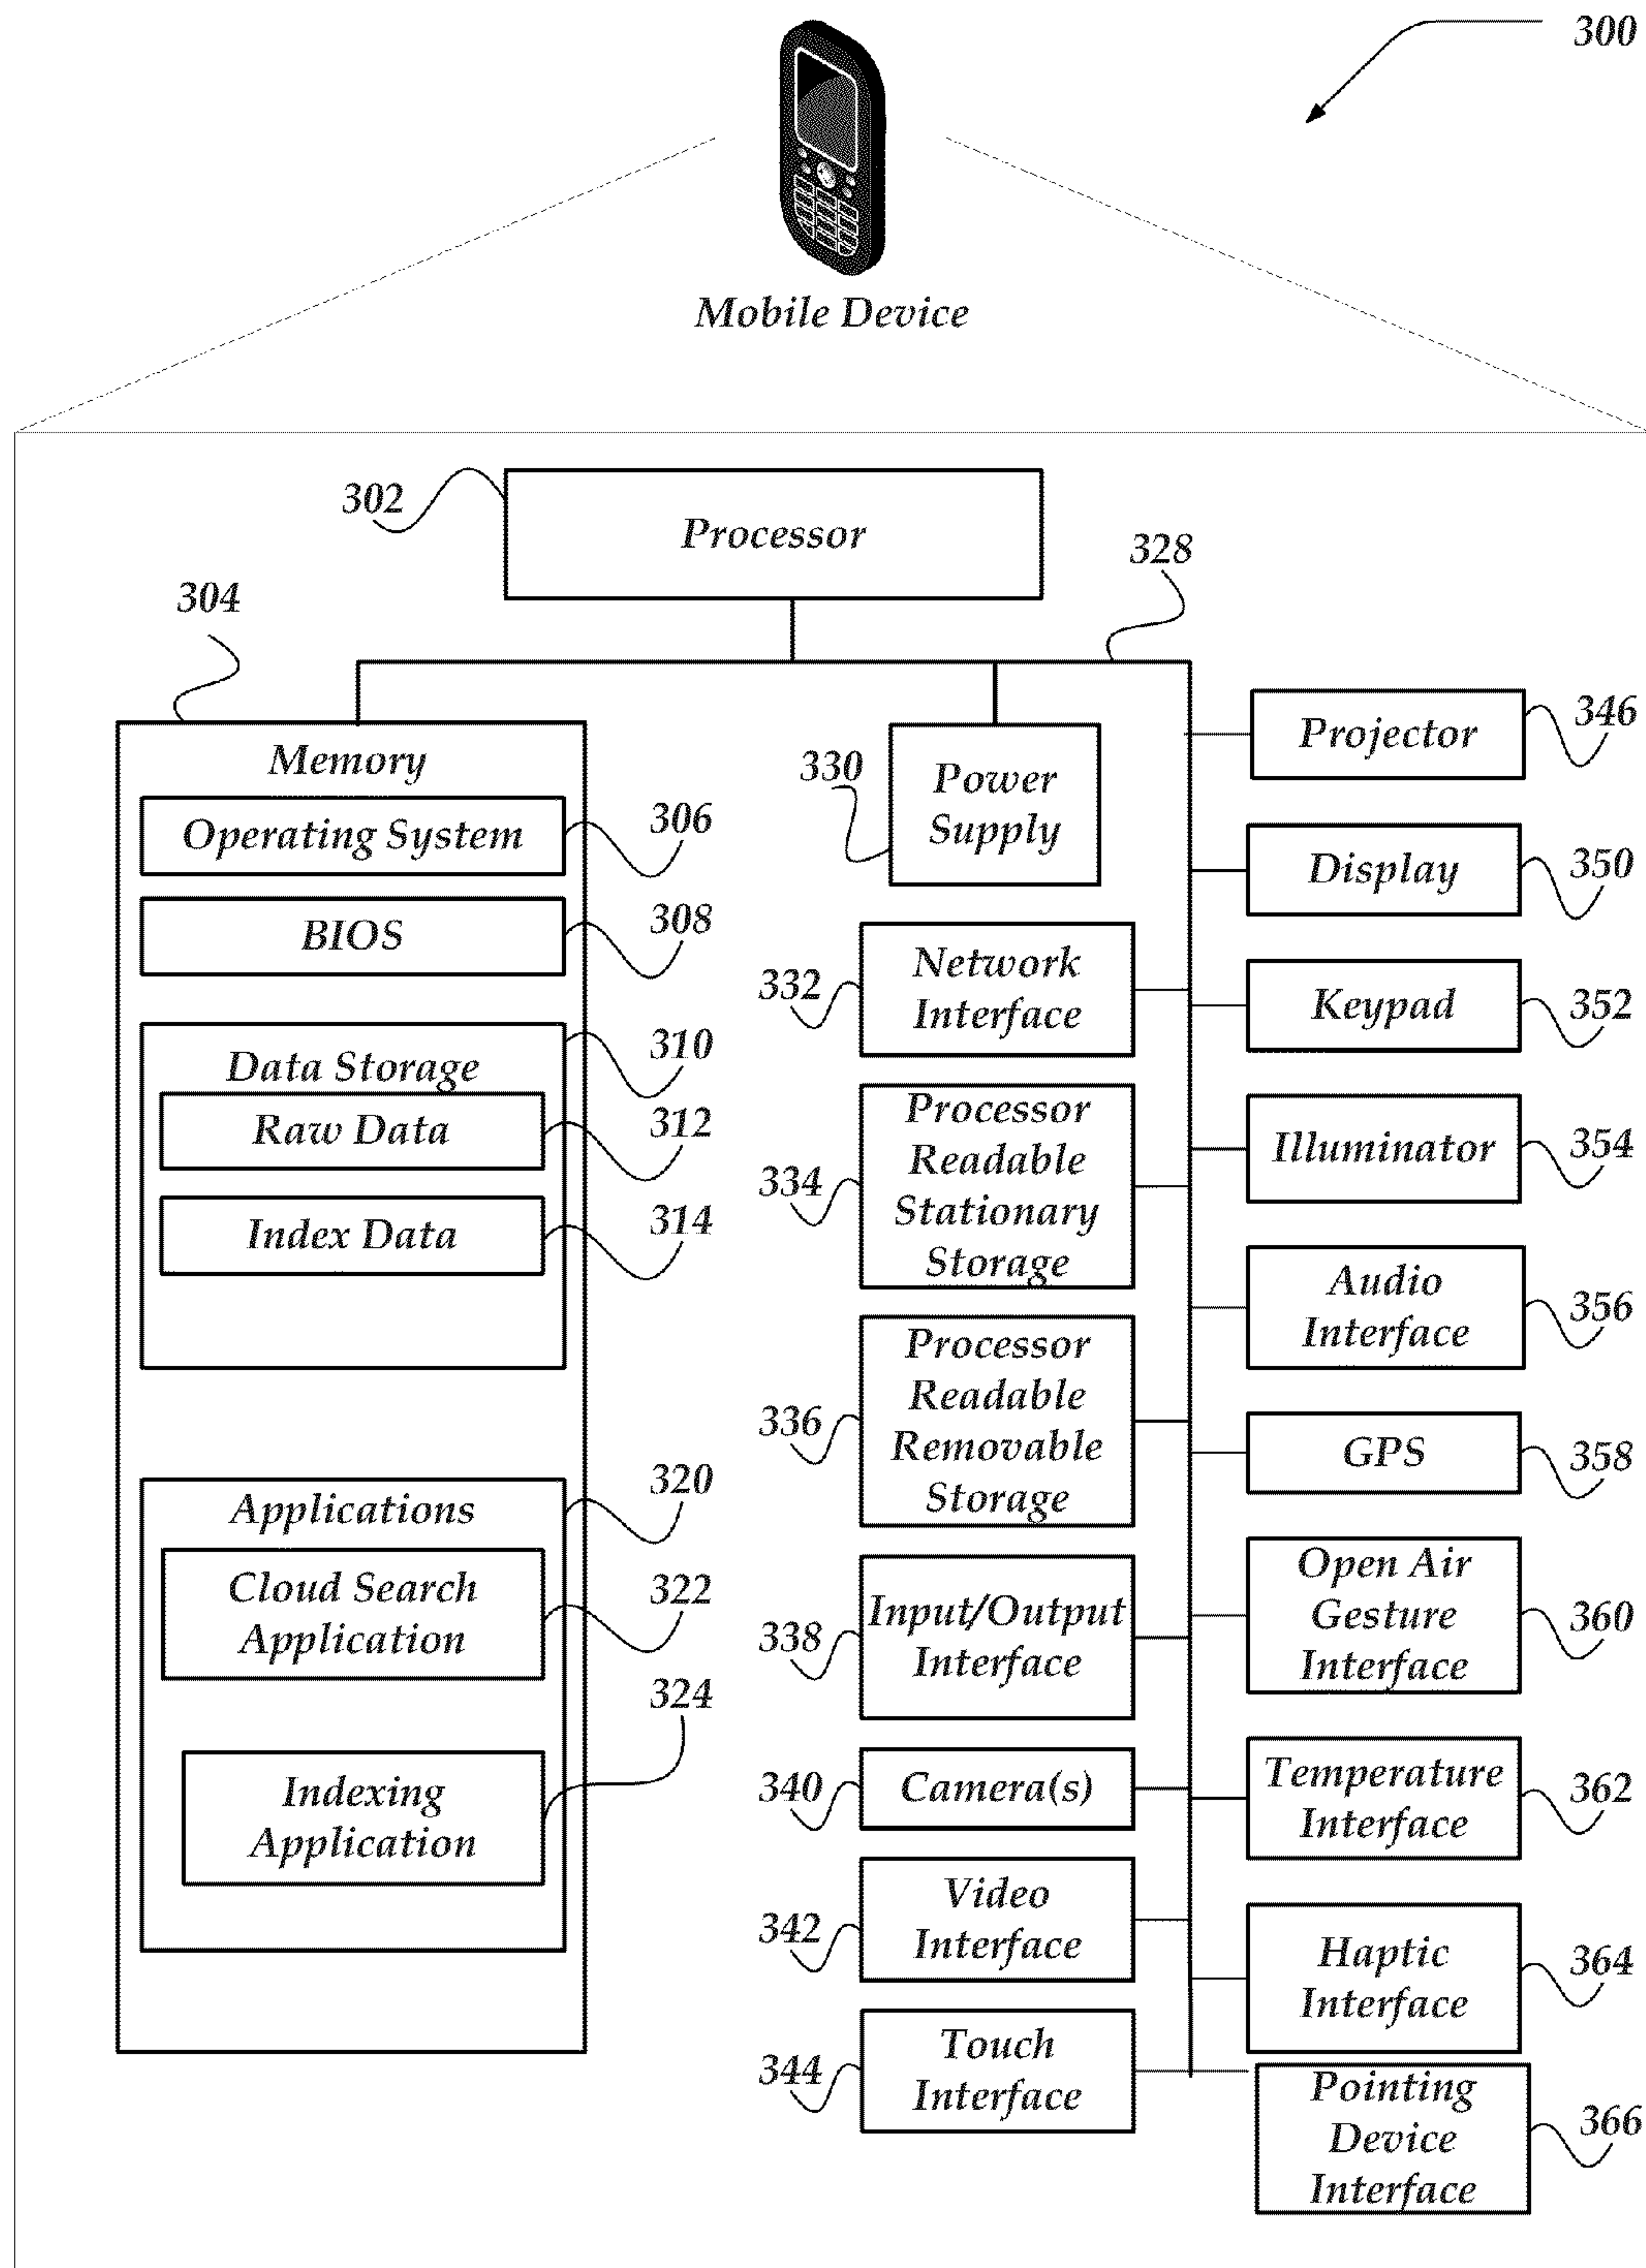 300
Mobile Device
302
Processor
328
304
Memory
Operating System
306
BIOS
308
Data Storage
310
Raw Data
312
Index Data
314
Applications
320
Cloud Search
Application
322
324
Indexing
Application
330
Power
Supply
332
Network
Interface
334
Processor
Readable
Stationary
Storage
336
Processor
Readable
Removable
Storage
338
Input/Output
Interface
340
Camera(s)
342
Video
Interface
344
Touch
Interface
Projector
346
Display
350
Keypad
352
Illuminator
354
Audio
Interface
356
GPS
358
Open Air
Gesture
Interface
360
Temperature
Interface
362
Haptic
Interface
364
Pointing
Device
Interface
366